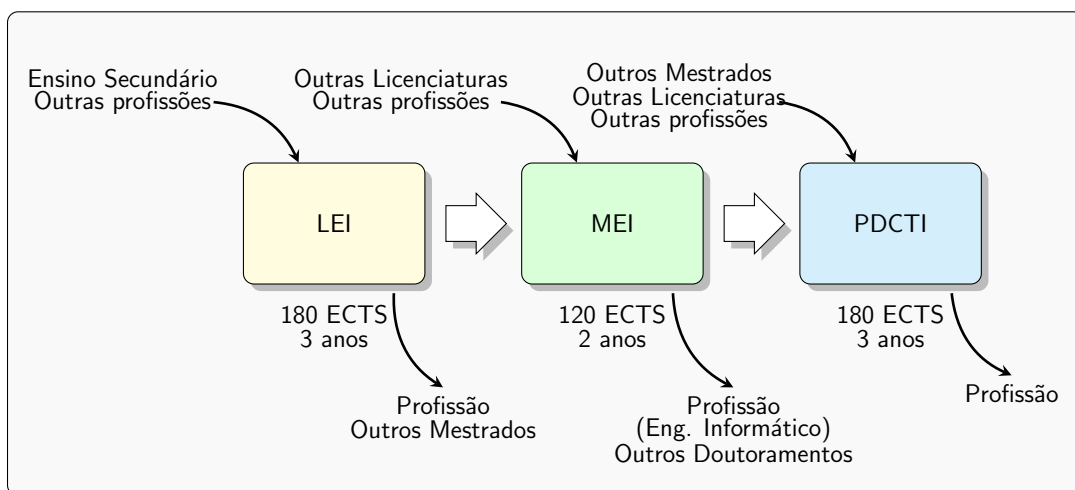 Ensino Secundário
Outras profissões
Outras Licenciaturas
Outras profissões
Outros Mestrados
Outras Licenciaturas
Outras profissões
LEI
MEI
PDCTI
180 ECTS
3 anos
120 ECTS
2 anos
180 ECTS
3 anos
Profissão
Outros Mestrados
Profissão
(Eng. Informático)
Outros Doutoramentos
Profissão